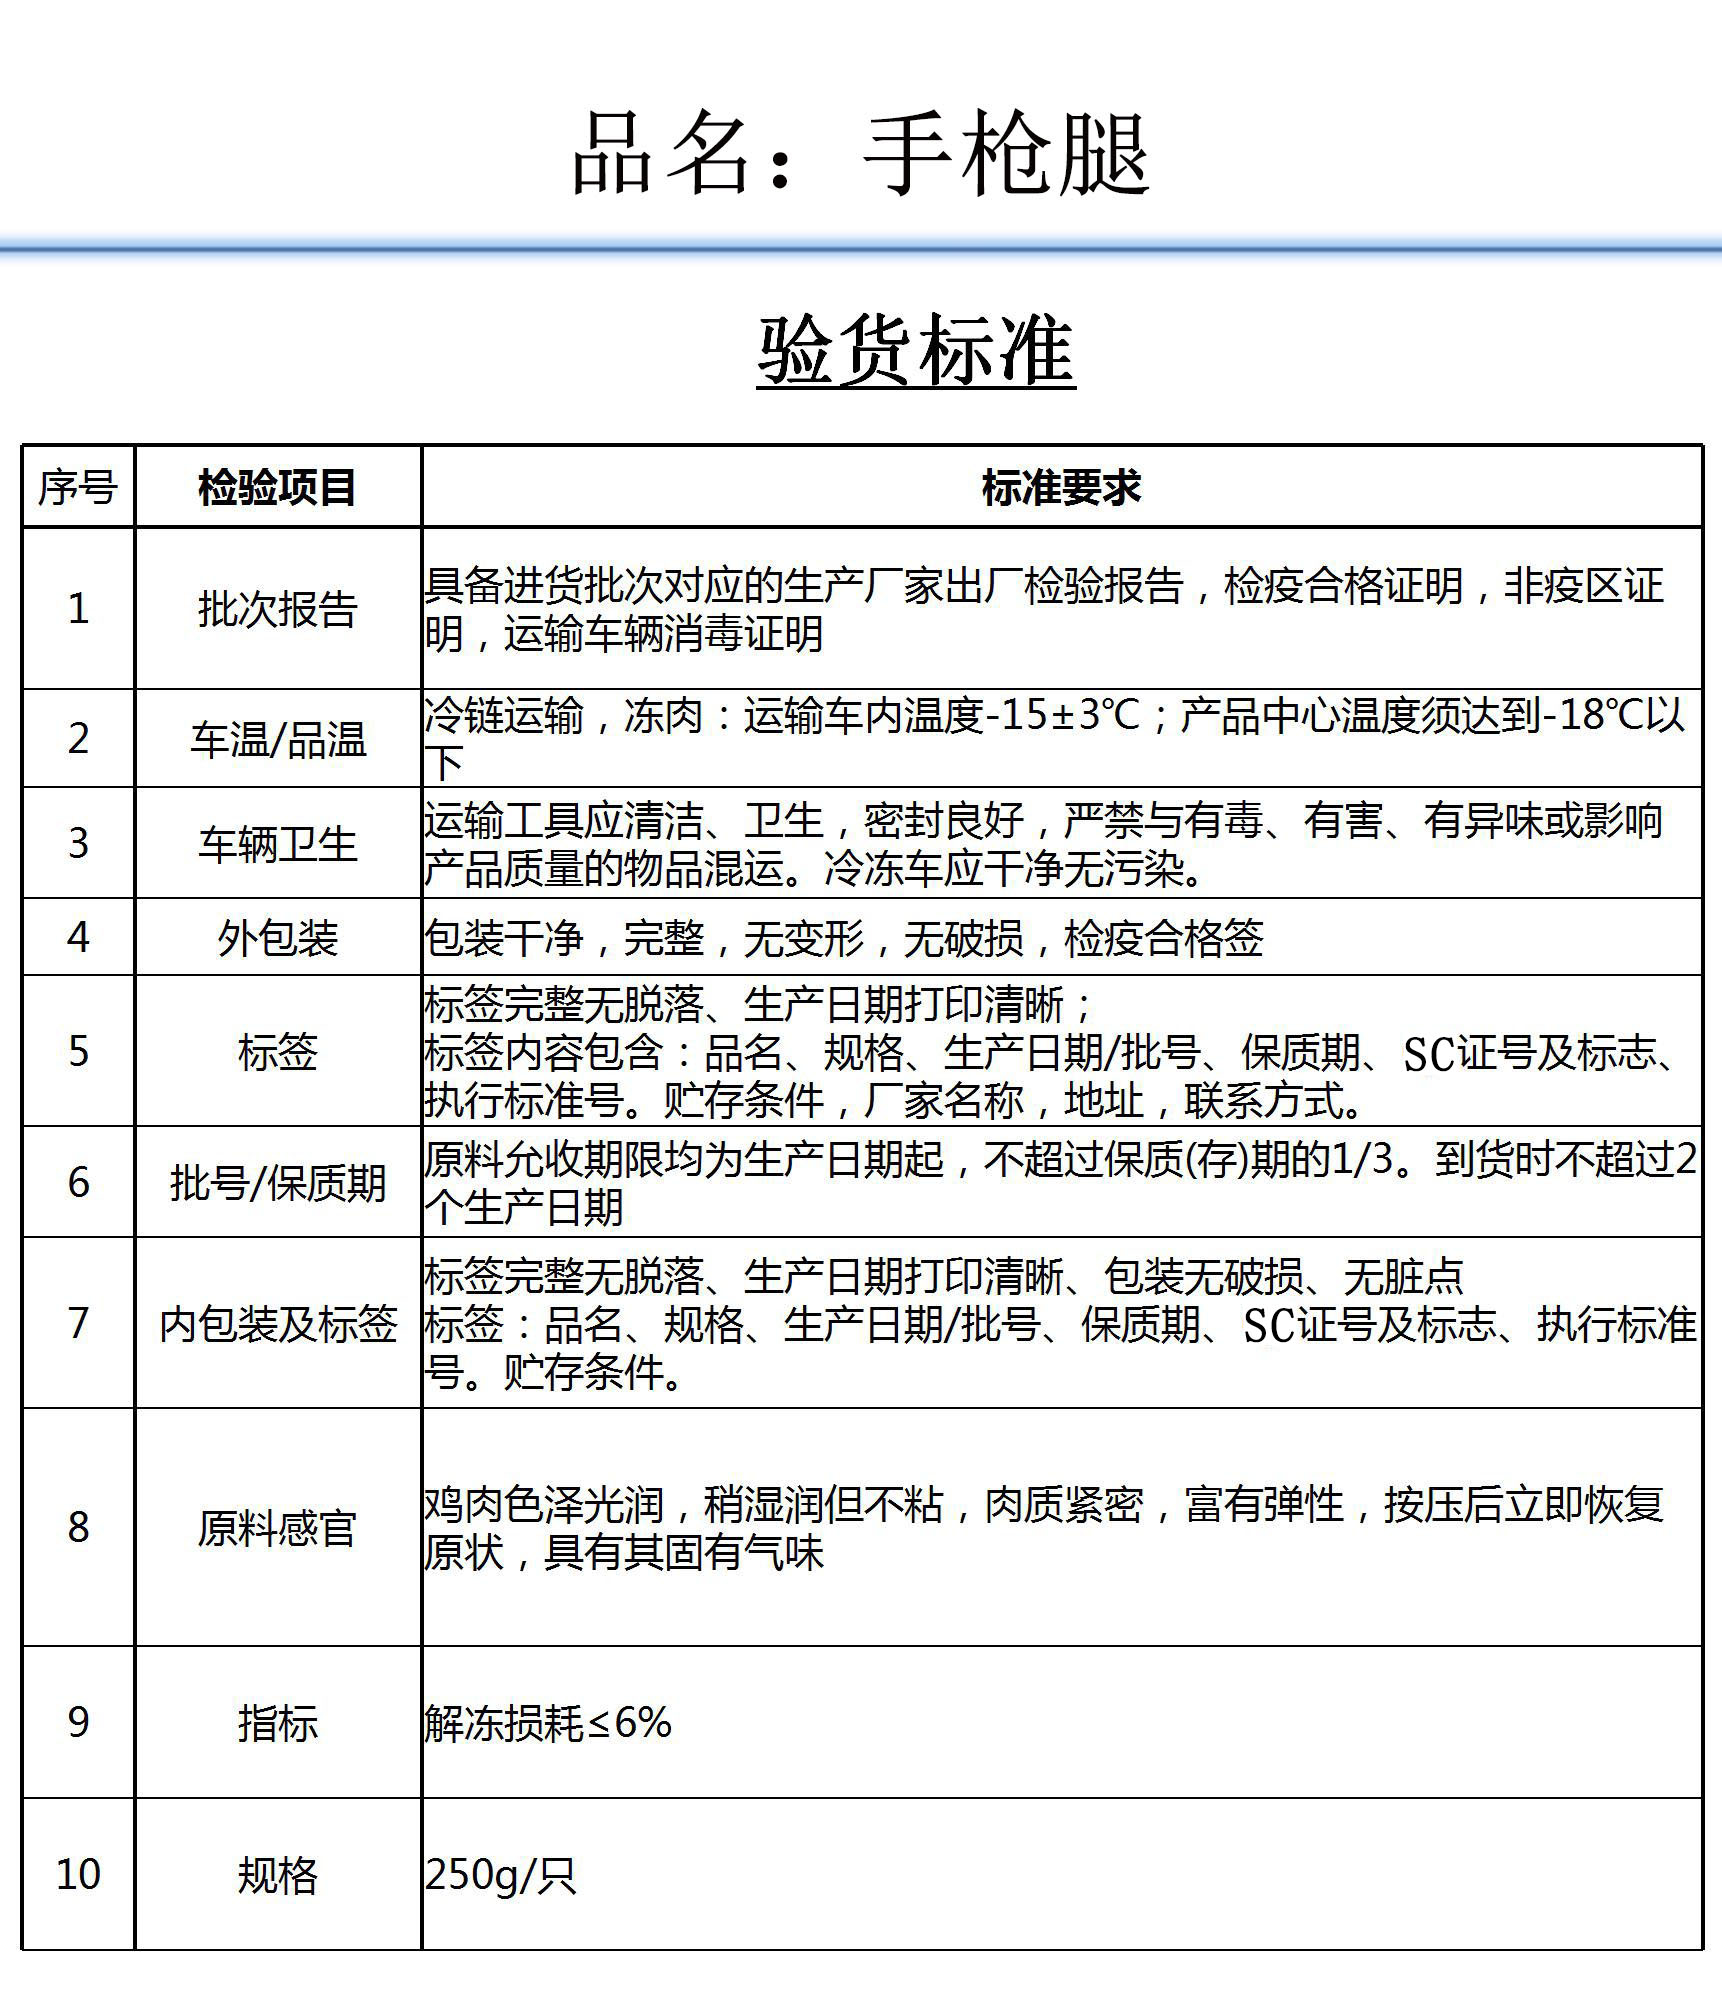 品名：手枪腿
验货标准
序号 检验项目 标准要求
1 批次报告 具备进货批次对应的生产厂家出厂检验报告，检疫合格证明，非疫区证
明，运输车辆消毒证明
2 车温/品温 冷链运输，冻肉：运输车内温度-15±3℃；产品中心温度须达到-18℃以
下
3 车辆卫生 运输工具应清洁、卫生，密封良好，严禁与有毒、有害、有异味或影响
产品质量的物品混运。冷冻车应干净无污染。
4 外包装 包装干净，完整，无变形，无破损，检疫合格签
5 标签 标签完整无脱落、生产日期打印清晰；
标签内容包含：品名、规格、生产日期/批号、保质期、SC证号及标志、
执行标准号。贮存条件，厂家名称，地址，联系方式。
6 批号/保质期 原料允收期限均为生产日期起，不超过保质(存)期的1/3。到货时不超过2
个生产日期
7 内包装及标签 标签完整无脱落、生产日期打印清晰、包装无破损、无脏点
标签：品名、规格、生产日期/批号、保质期、SC证号及标志、执行标准
号。贮存条件。
8 原料感官 鸡肉色泽光润，稍湿润但不粘，肉质紧密，富有弹性，按压后立即恢复
原状，具有其固有气味
9 指标 解冻损耗≤6%
10 规格 250g/只